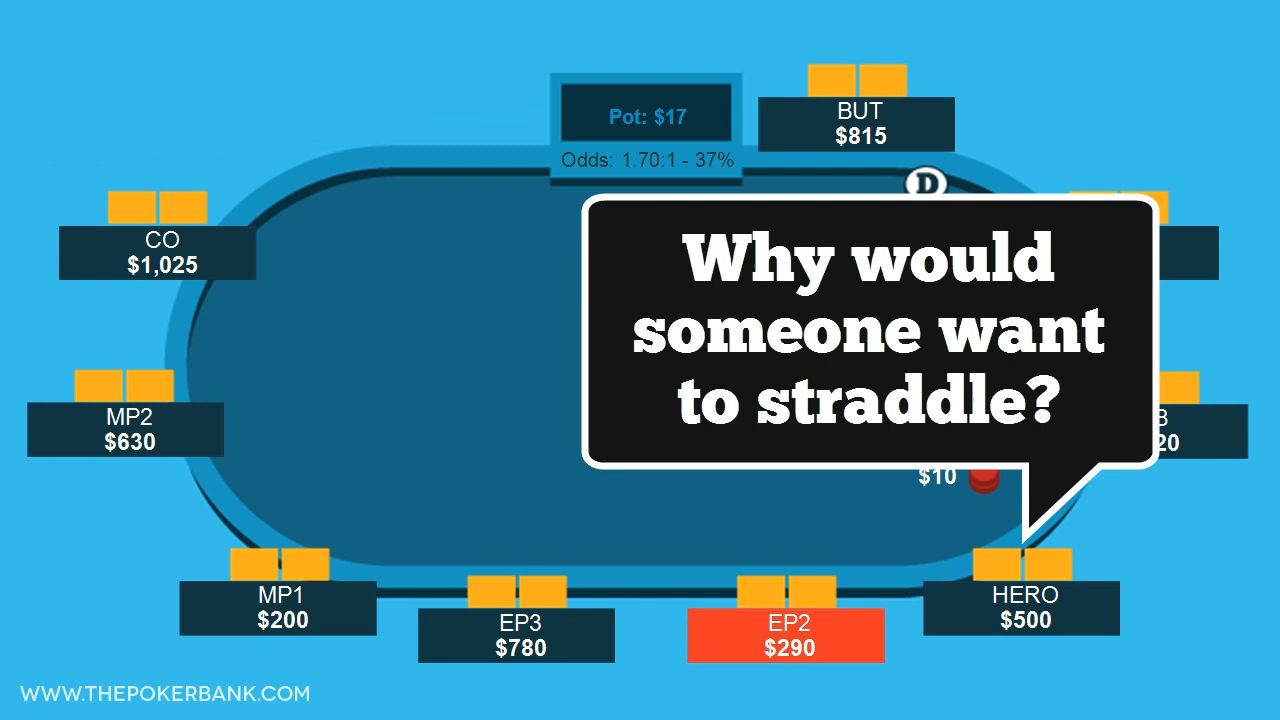 BUT
$815
Pot: $17
Odds: 1.70:1 - 37%
D
CO
$1,025
Why would
someone want
to straddle?
MP2
$630
B
20
$10
MP1
$200
EP3
$780
EP2
$290
HERO
$500
WWW.THEPOKERBANK.COM